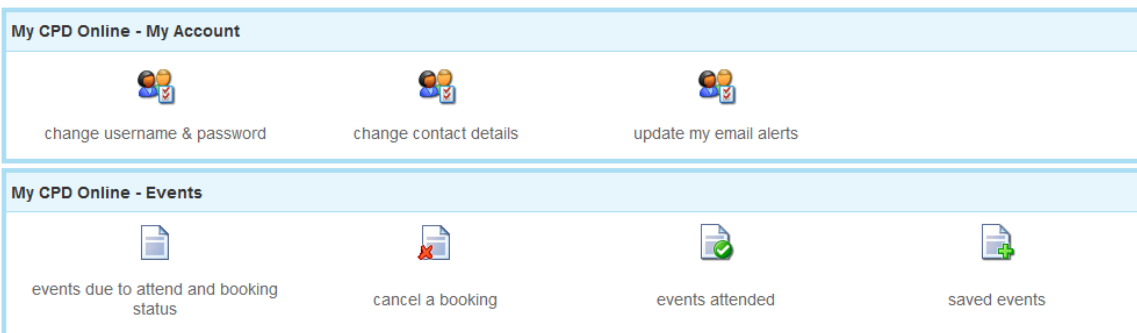 My CPD Online - My Account
change username & password
change contact details
update my email alerts
My CPD Online - Events
events due to attend and booking
status
cancel a booking
events attended
saved events